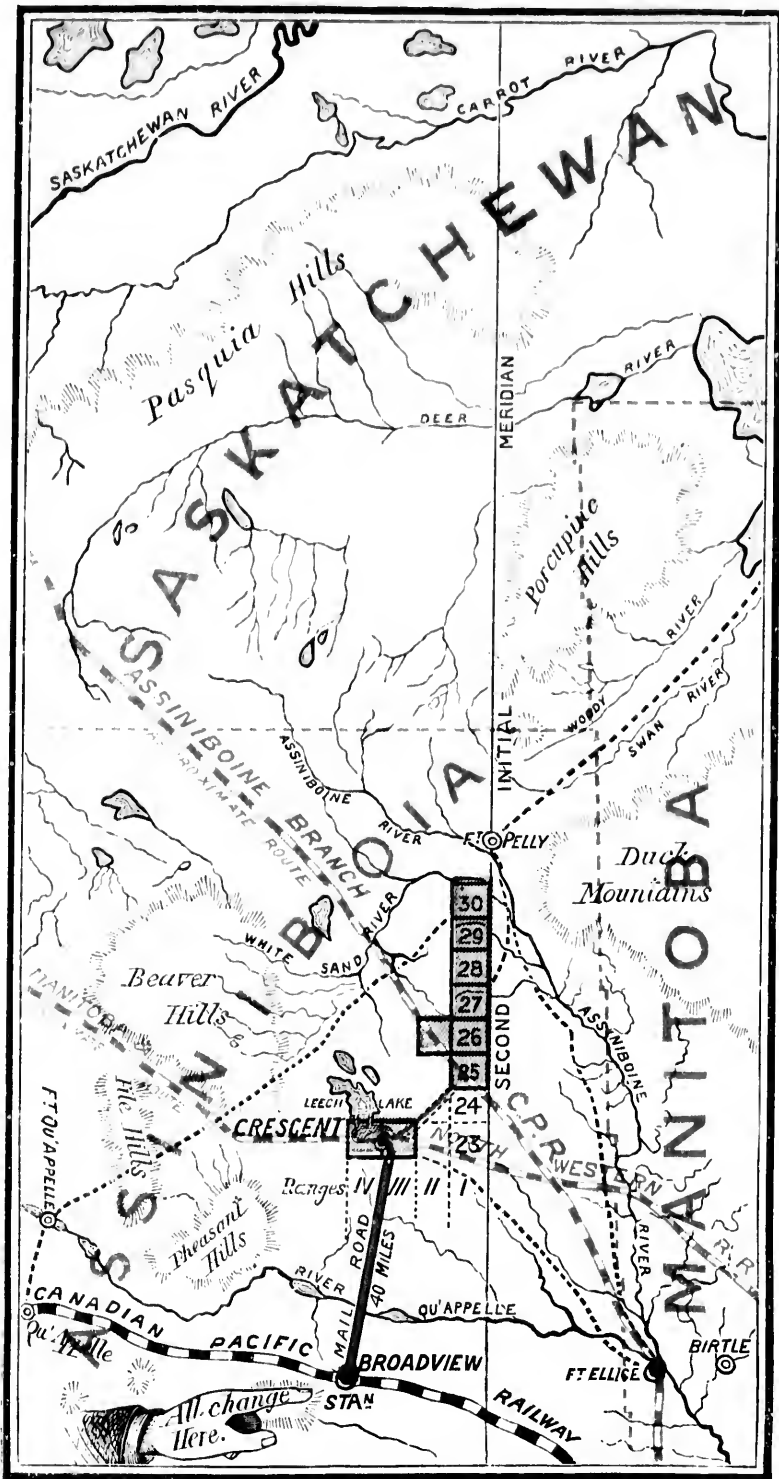 SASKATCHEWAN RIVER
CARROT RIVER
SASKATCHEWAN
Pasquia Hills
MERIDIAN
DEER RIVER
Porcupine Hills
WOODY RIVER
SWAN RIVER
INITIAL
ASSINIBOINE BRANCH
APPROXIMATE ROUTE
ASSINIBOINE RIVER
FT. PELLY
Duck Mountains
MANITOBA
ASSINIBOIA
30
29
28
27
26
25
24
23
SECOND
WHITE SAND RIVER
Beaver Hills
MANITOBA &
NORTH WESTERN R.R.
ASSINIBOINE RIVER
C.P.R.
LEECH LAKE
CRESCENT
File Hills
FT QU'APPELLE
Ranges IV III II I
Pheasant Hills
MAIL ROAD
40 MILES
RIVER QU'APPELLE
CANADIAN PACIFIC RAILWAY
Qu'Appelle
BROADVIEW
STAN
FT ELLICE
BIRTLE
All change
Here.